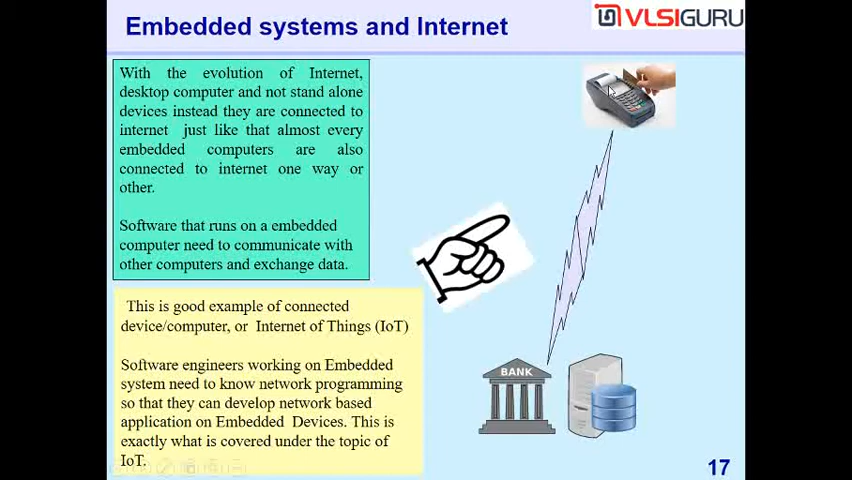 Embedded systems and Internet
VLSIGURU
With the evolution of Internet,
desktop computer and not stand alone
devices instead they are connected to
internet just like that almost every
embedded computers are also
connected to internet one way or
other.
Software that runs on a embedded
computer need to communicate with
other computers and exchange data.
This is good example of connected
device/computer, or Internet of Things (IoT)
Software engineers working on Embedded
system need to know network programming
so that they can develop network based
application on Embedded Devices. This is
exactly what is covered under the topic of
IoT.
BANK
17